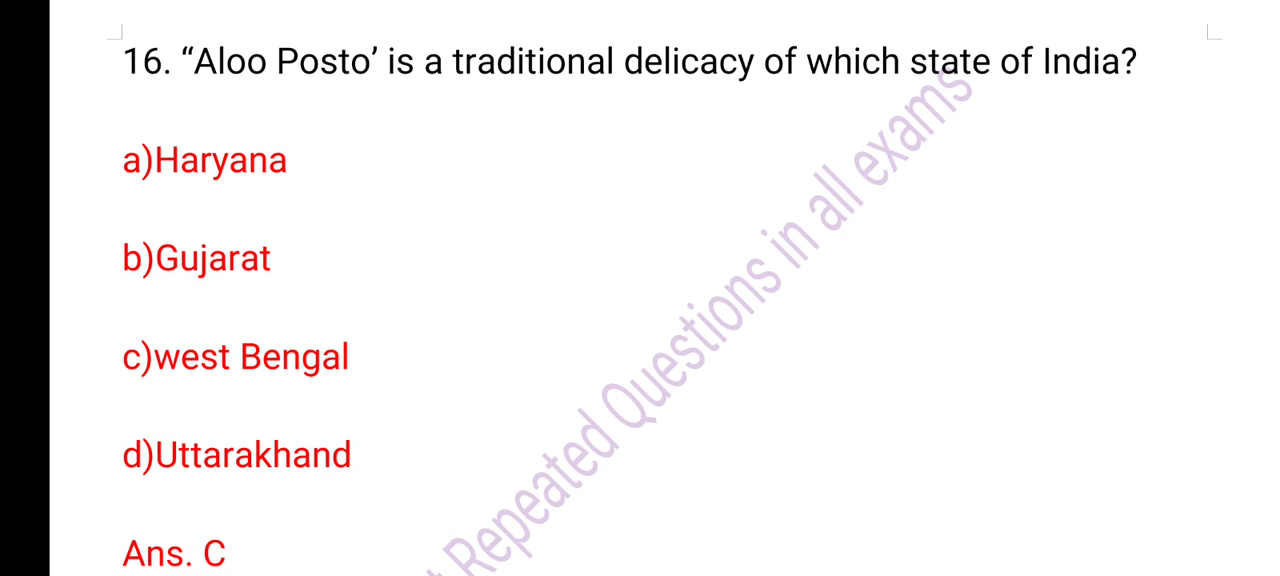 16. “Aloo Posto’ is a traditional delicacy of which state of India?
a)Haryana
b)Gujarat
c)west Bengal
d)Uttarakhand
Ans. C
Repeated Questions in all exams